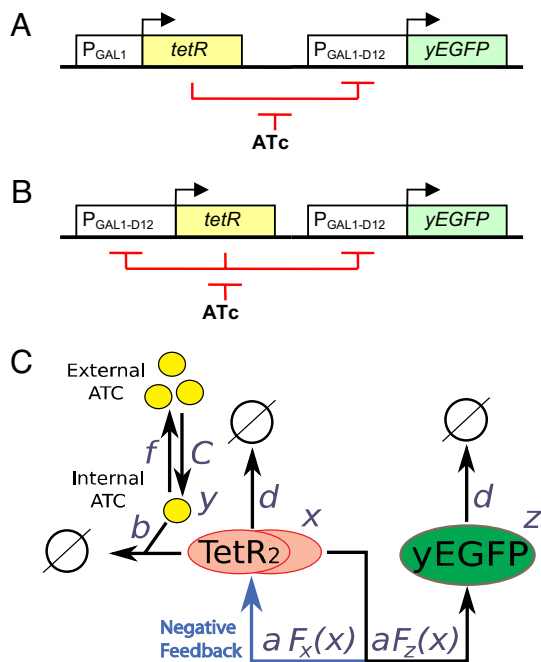 A
PGAL1 tetR PGAL1-D12 yEGFP
ATc
B
PGAL1-D12 tetR PGAL1-D12 yEGFP
ATc
C
External
ATC
f C d d
Internal
ATC
y x z
b
TetR2 yEGFP
Negative
Feedback
a Fx(x) aFz(x)